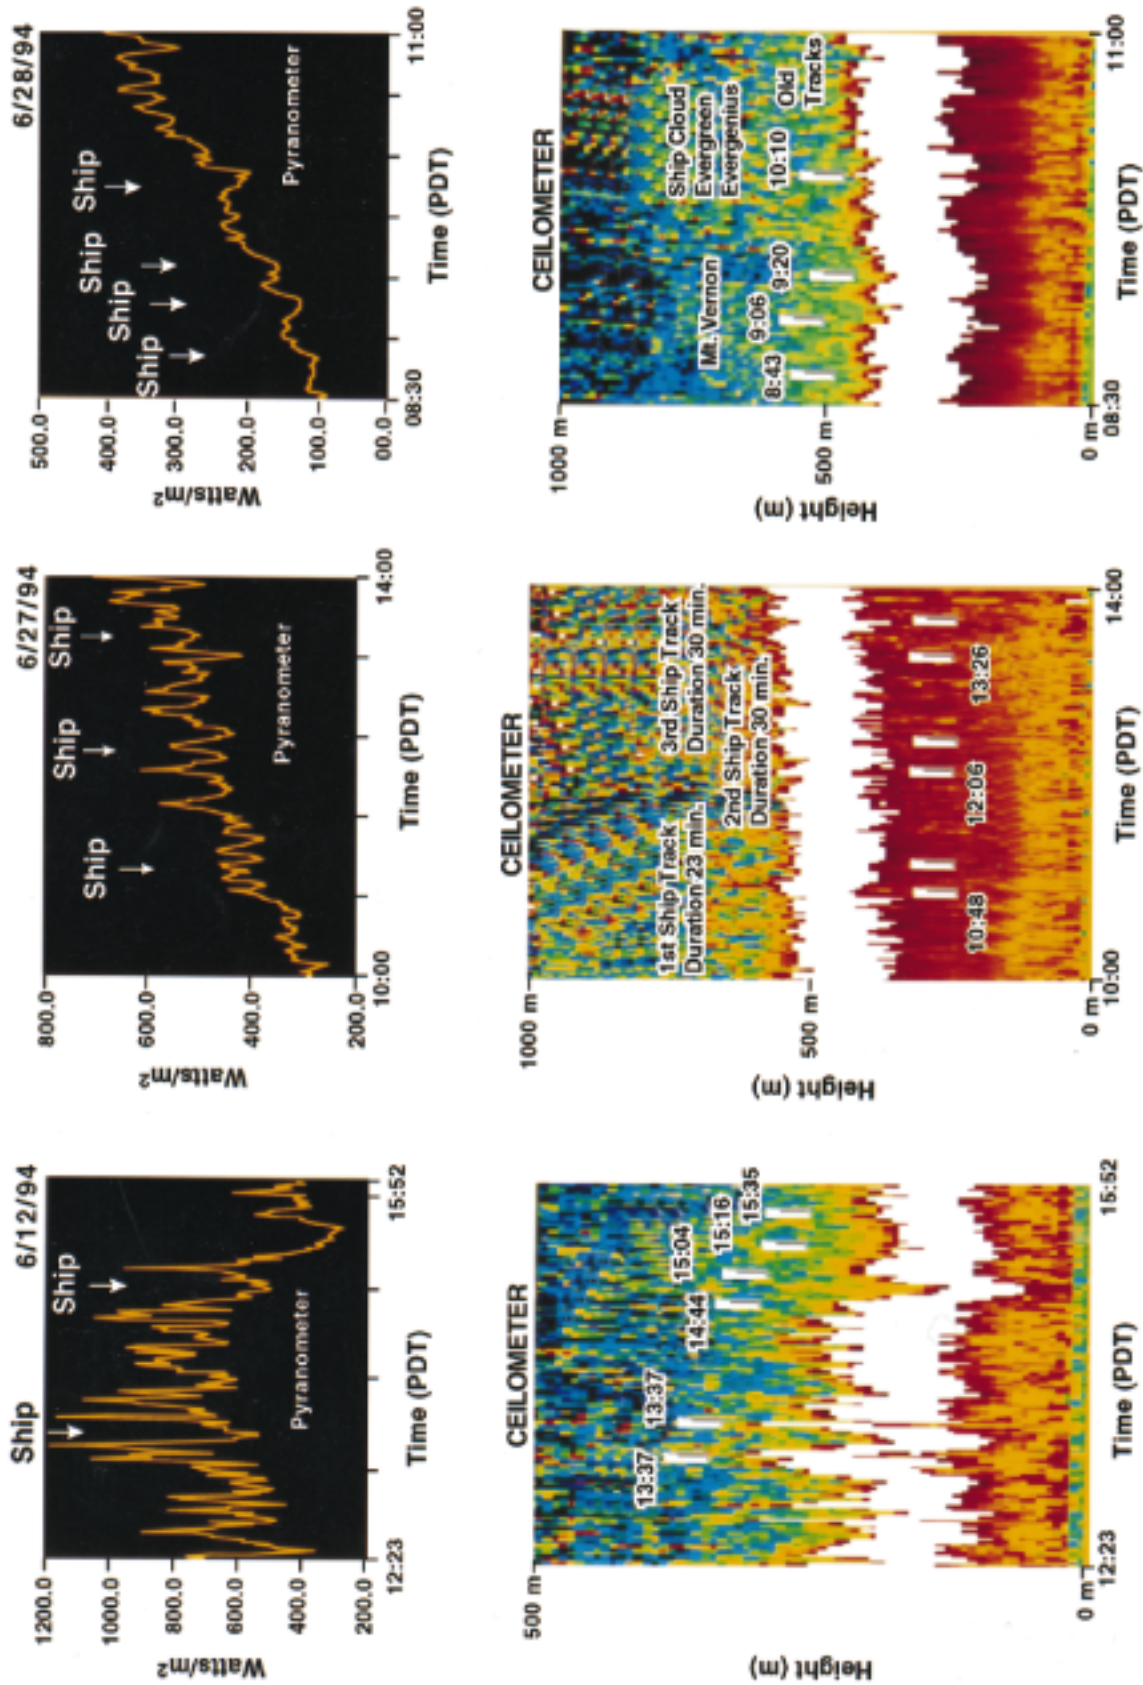 6/12/94
Ship
Ship
1200.0
1000.0
800.0
600.0
400.0
200.0
Watts/m²
Pyranometer
12:23
15:52
Time (PDT)
6/27/94
Ship
Ship
Ship
800.0
600.0
400.0
200.0
Watts/m²
Pyranometer
10:00
14:00
Time (PDT)
6/28/94
Ship
Ship
Ship
Ship
500.0
400.0
300.0
200.0
100.0
00.0
Watts/m²
Pyranometer
08:30
11:00
Time (PDT)
CEILOMETER
500 m
0 m
Height (m)
13:37
13:37
14:44
15:04
15:16
15:35
12:23
15:52
Time (PDT)
CEILOMETER
1000 m
500 m
0 m
Height (m)
1st Ship Track
Duration 23 min.
3rd Ship Track
Duration 30 min.
2nd Ship Track
Duration 30 min.
10:48
12:06
13:26
10:00
14:00
Time (PDT)
CEILOMETER
1000 m
500 m
0 m
Height (m)
Ship Cloud
Evergreen
Evergenius
Mt. Vernon
8:43
9:06
9:20
10:10
Old
Tracks
08:30
11:00
Time (PDT)